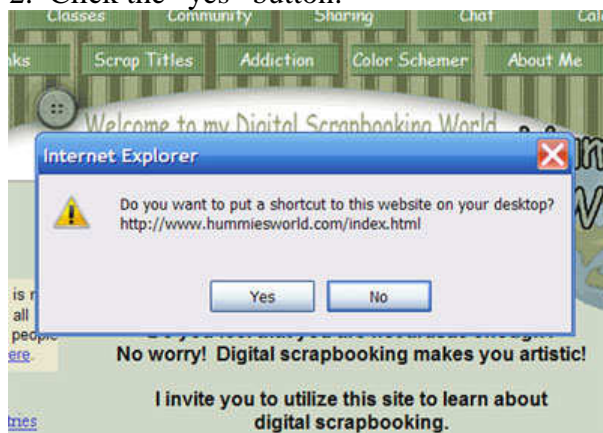 2. Click the "yes" button.
Classes Community Sharing Chat
Scrap Titles Addiction Color Schemer About Me
Welcome to my Digital Scrapbooking World
Internet Explorer
Do you want to put a shortcut to this website on your desktop?
http://www.hummiesworld.com/index.html
Yes No
is
all
people
No worry! Digital scrapbooking makes you artistic!
I invite you to utilize this site to learn about
digital scrapbooking.